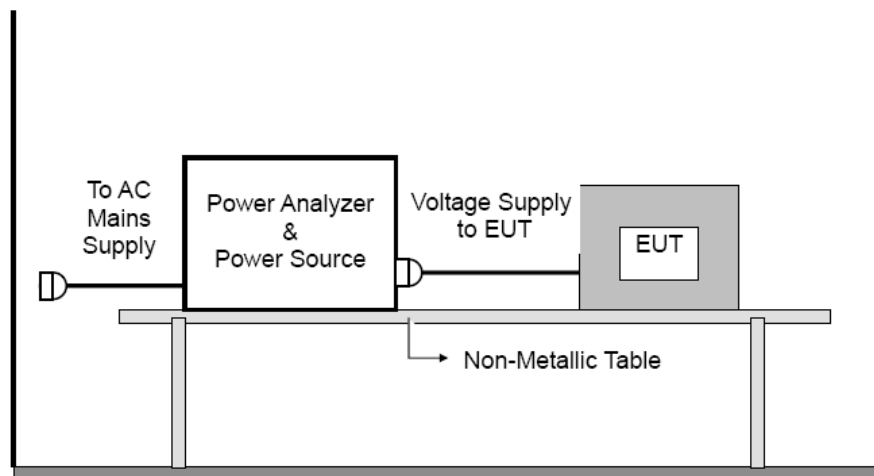 To AC
Mains
Supply
Power Analyzer
&
Power Source
Voltage Supply
to EUT
EUT
Non-Metallic Table